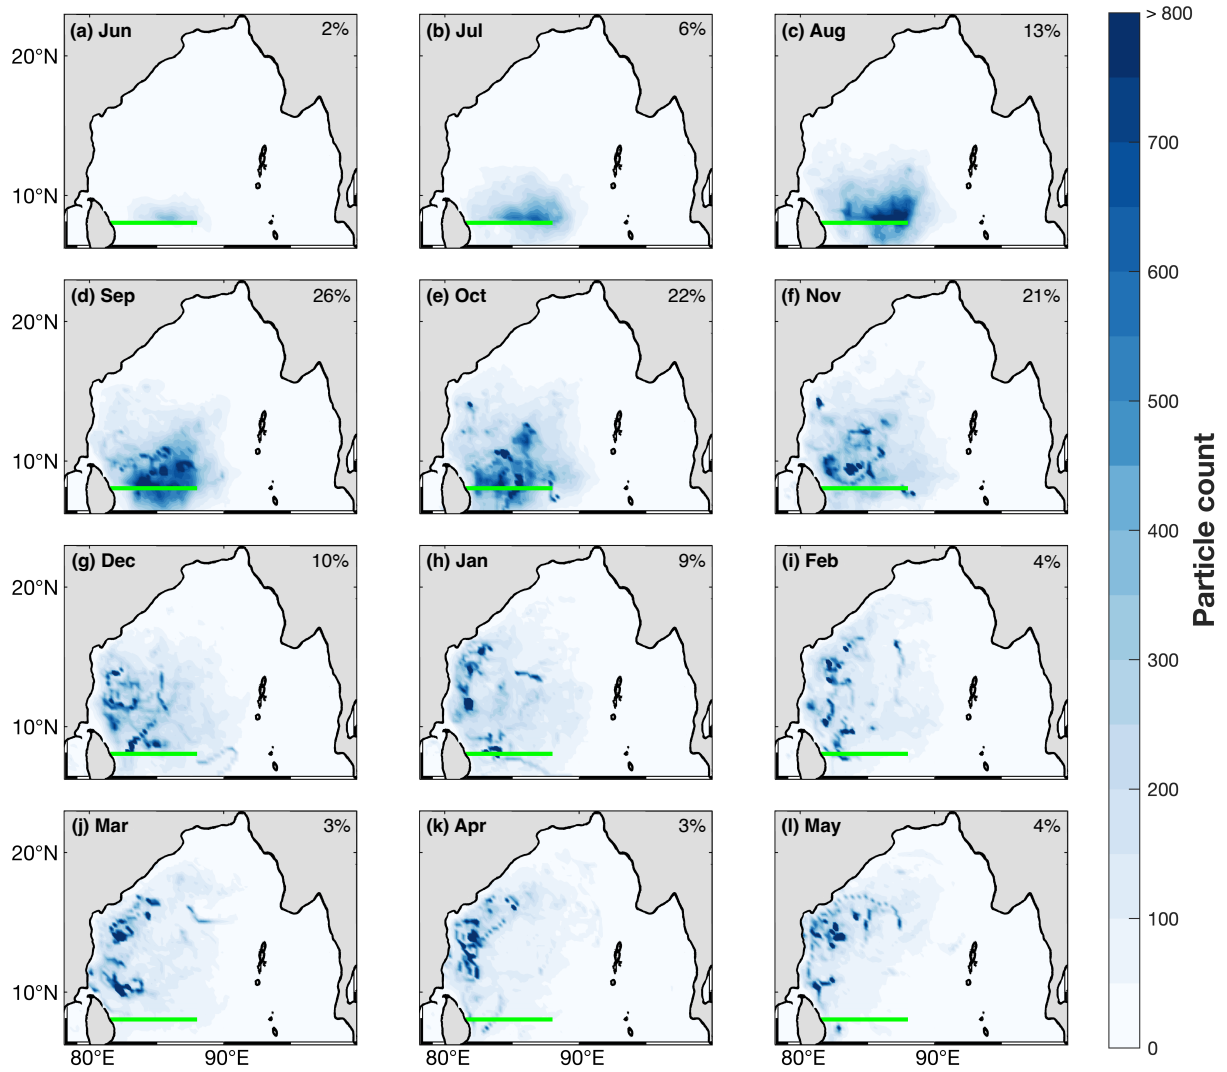 (a) Jun 2%
(b) Jul 6%
(c) Aug 13%
> 800
20°N
10°N
700
600
(d) Sep 26%
(e) Oct 22%
(f) Nov 21%
20°N
10°N
500
400
Particle count
(g) Dec 10%
(h) Jan 9%
(i) Feb 4%
20°N
10°N
300
200
(j) Mar 3%
(k) Apr 3%
(l) May 4%
20°N
10°N
100
0
80°E 90°E
80°E 90°E
80°E 90°E